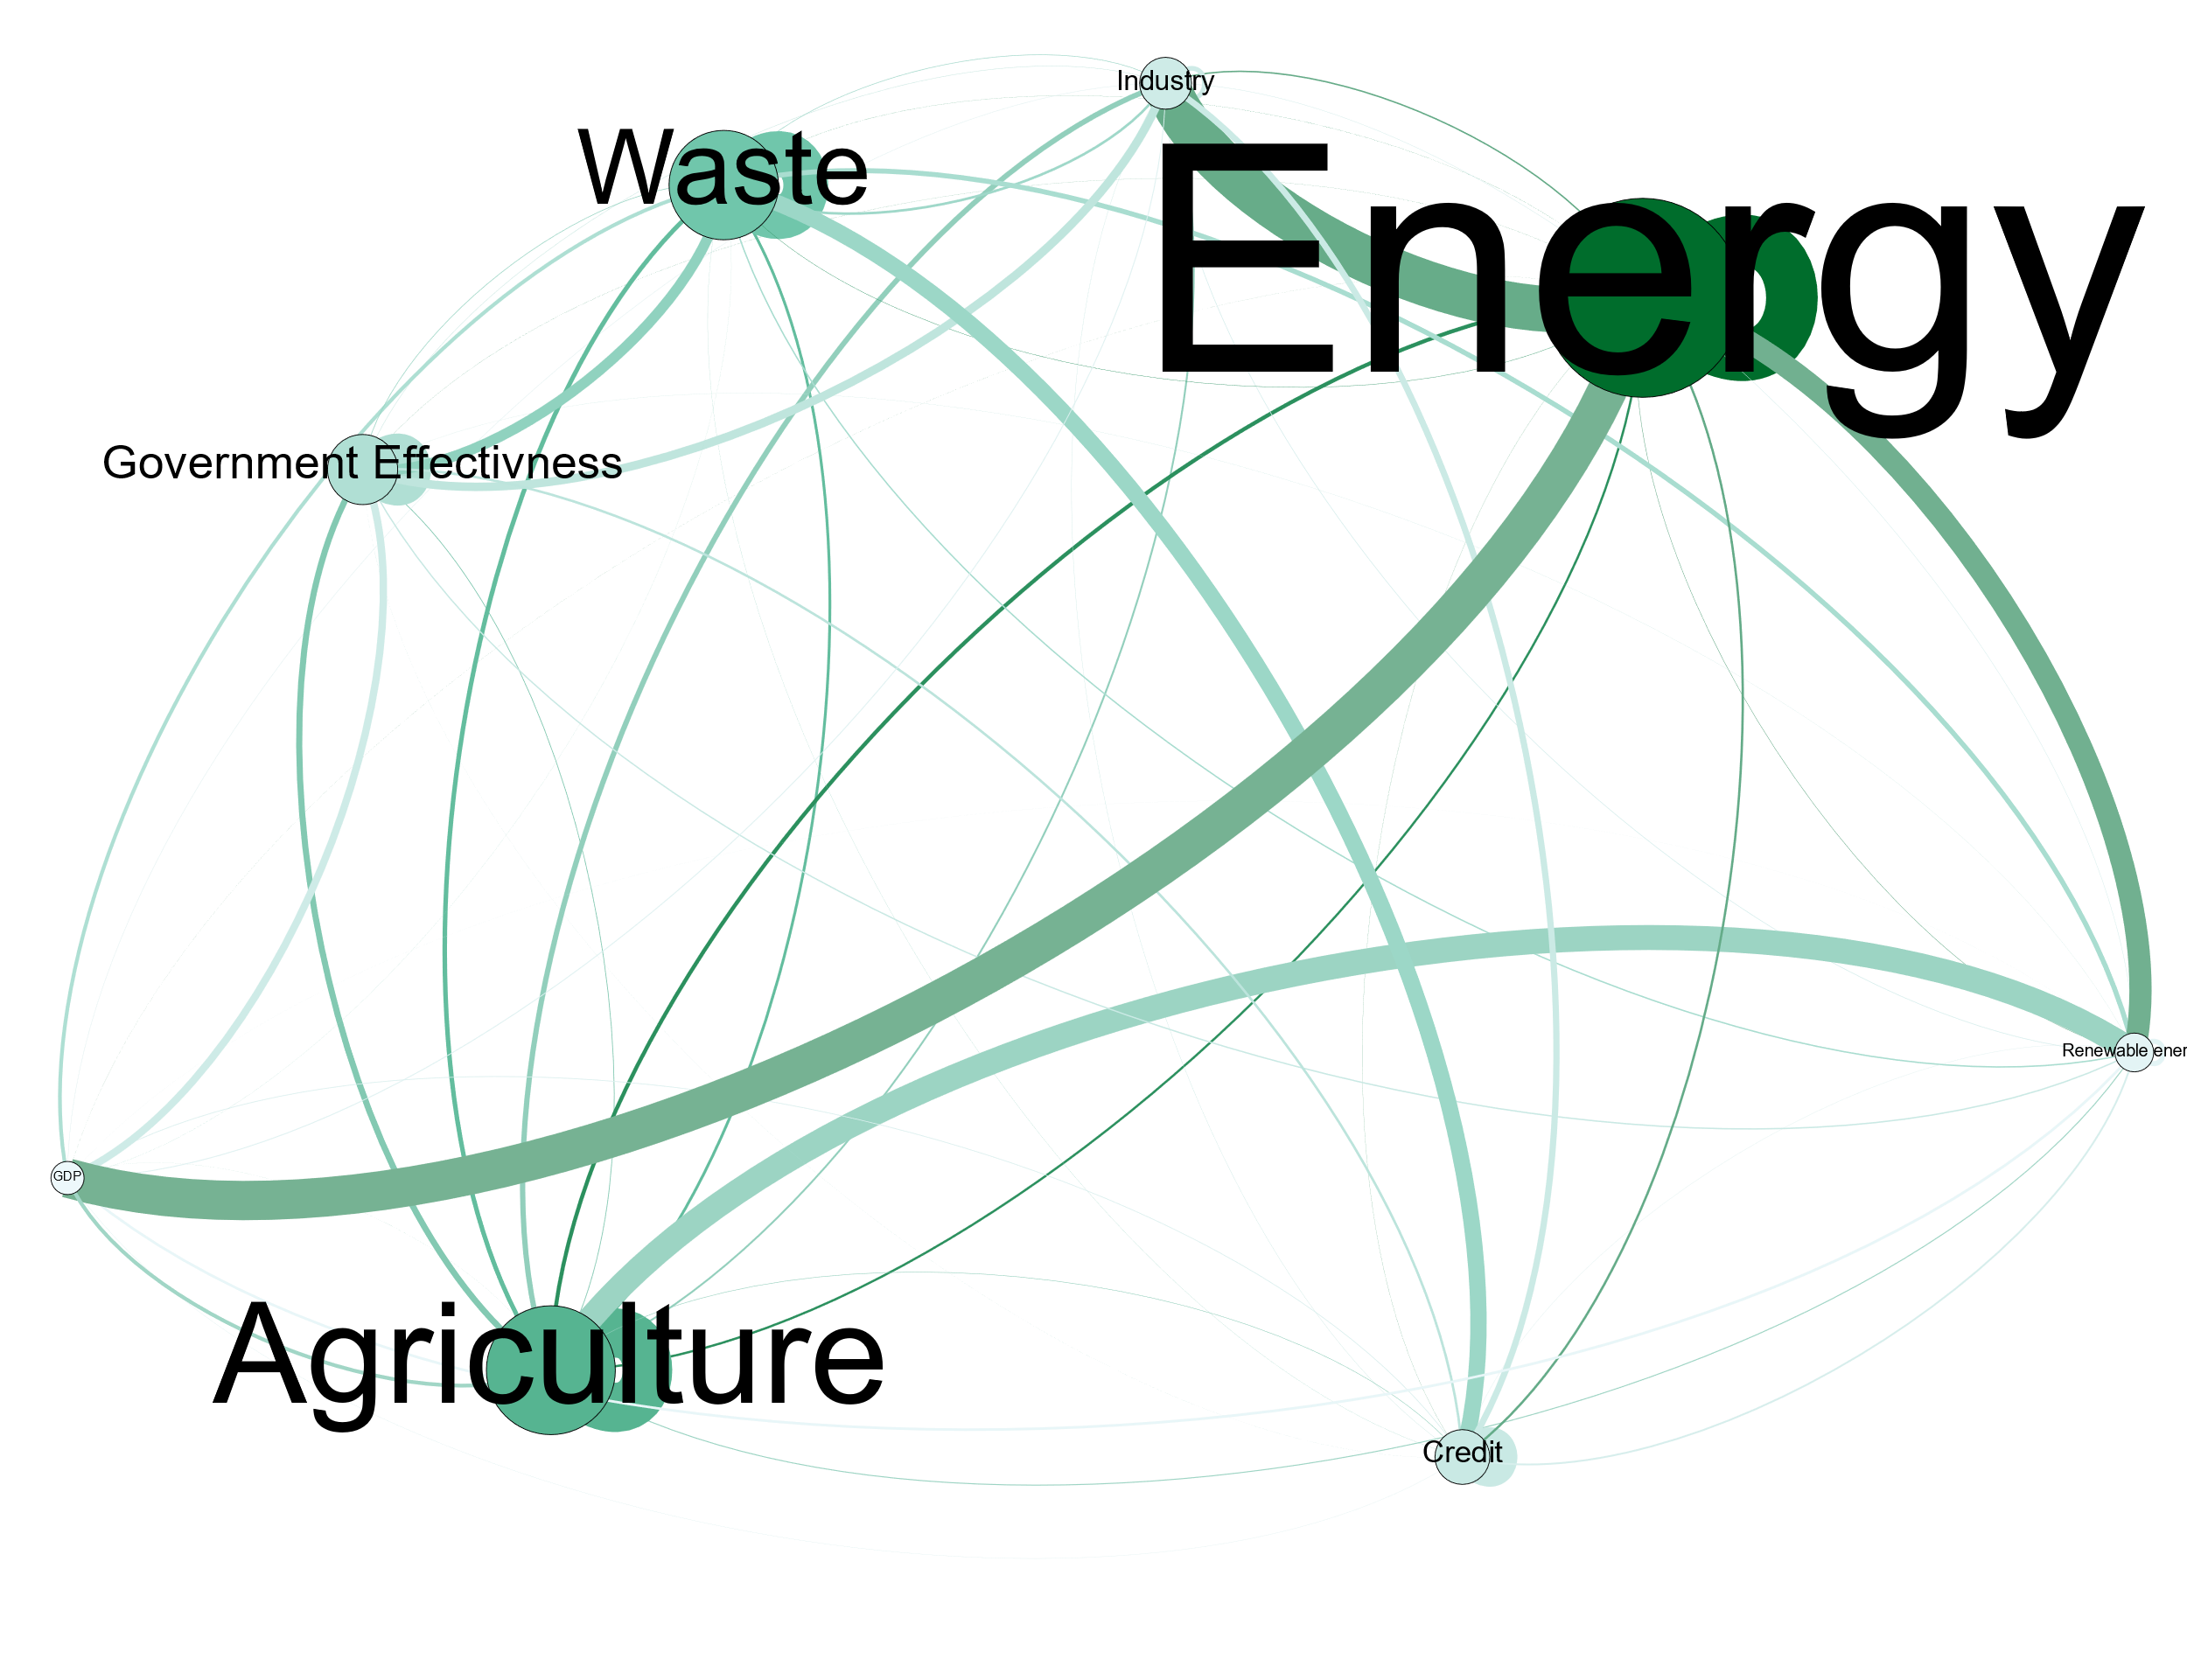 Industry
Waste
Energy
Government Effectivness
Renewable ener
GDP
Agriculture
Credit